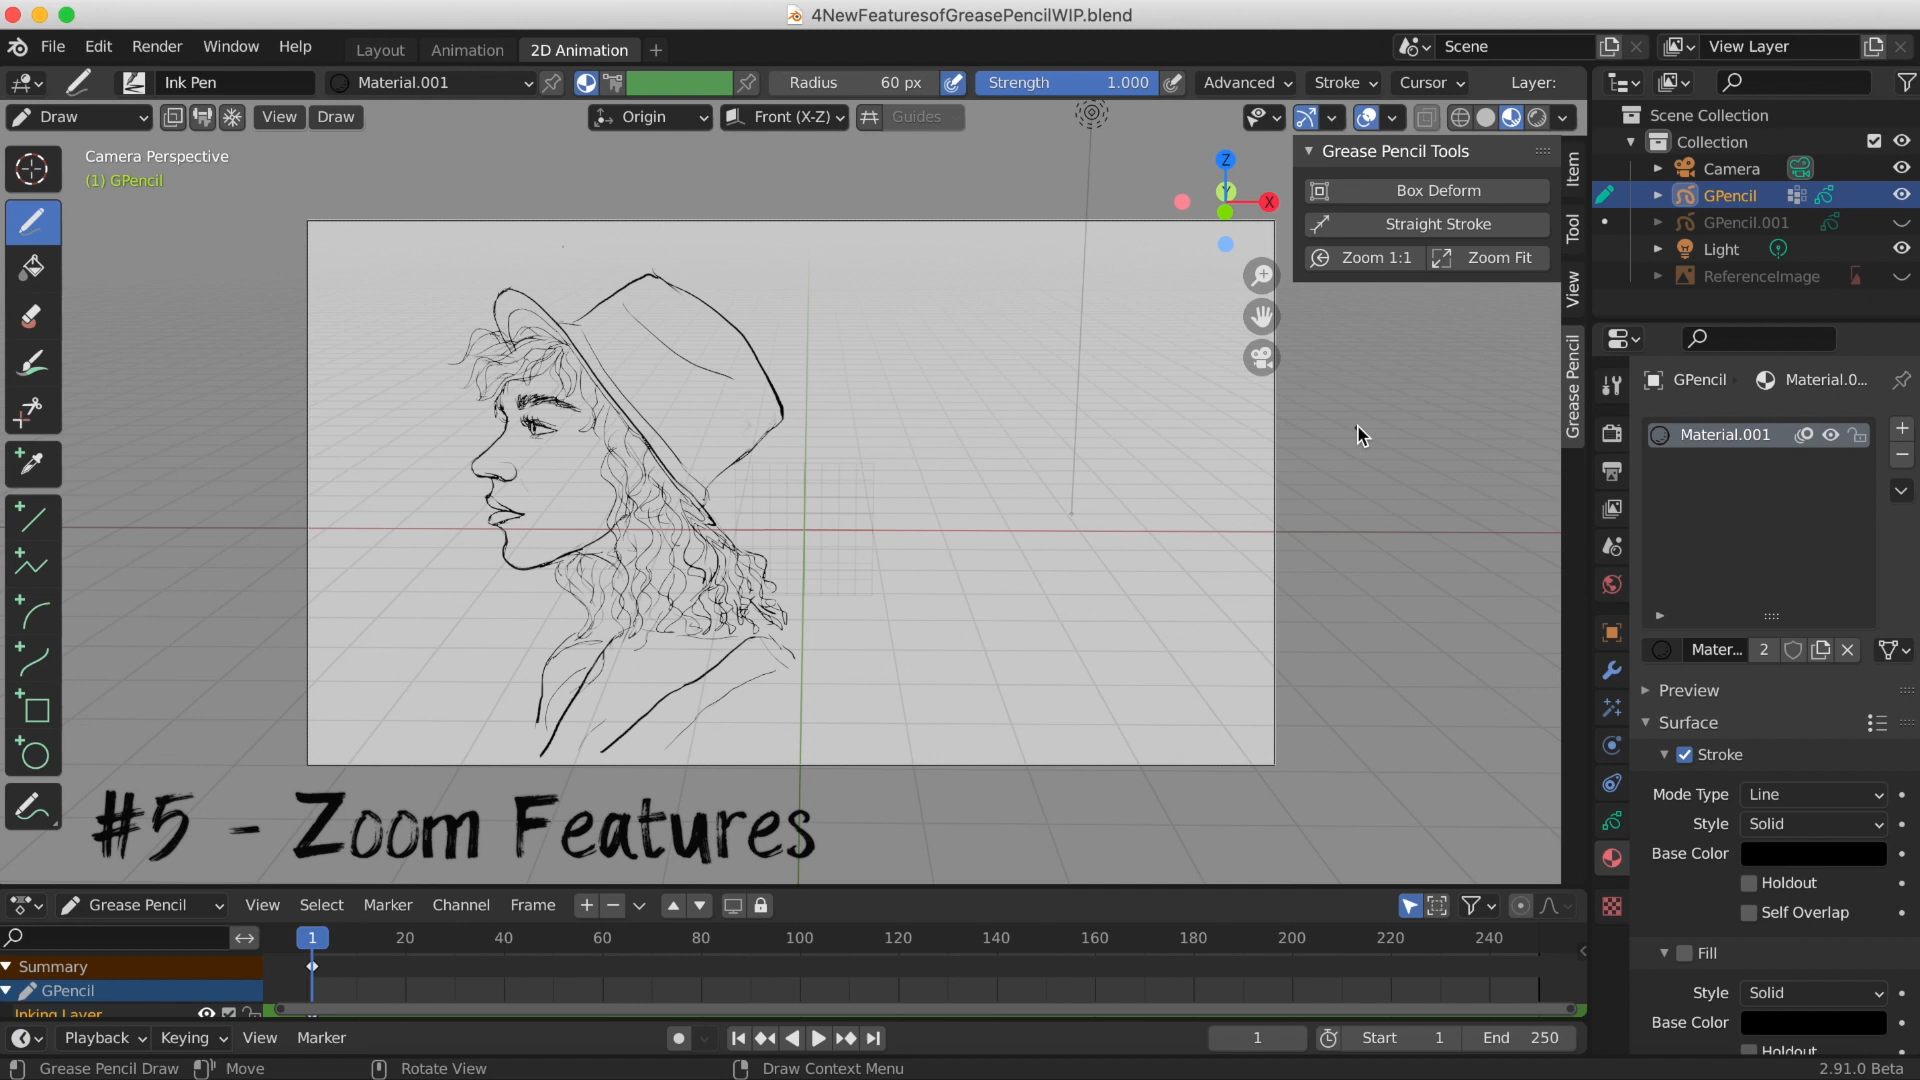 4NewFeaturesofGreasePencilWIP.blend
File Edit Render Window Help Layout Animation 2D Animation + Scene View Layer
Ink Pen Material.001 Radius 60 px Strength 1.000 Advanced Stroke Cursor Layer:
Draw View Draw Origin Front (X-Z) Guides
Camera Perspective
(1) GPencil
Z
Y
X
Grease Pencil Tools
Box Deform
Straight Stroke
Zoom 1:1 Zoom Fit
Item
Tool
View
Grease Pencil
Scene Collection
Collection
Camera
GPencil
GPencil.001
Light
ReferenceImage
GPencil Material.0...
Material.001
Mater... 2
Preview
Surface
Stroke
Mode Type Line
Style Solid
Base Color
Holdout
Self Overlap
Fill
Style Solid
Base Color
Holdout
#5 - Zoom Features
Grease Pencil View Select Marker Channel Frame
1 20 40 60 80 100 120 140 160 180 200 220 240
Summary
GPencil
Inking Layer
Playback Keying View Marker 1 Start 1 End 250
Grease Pencil Draw Move Rotate View Draw Context Menu 2.91.0 Beta